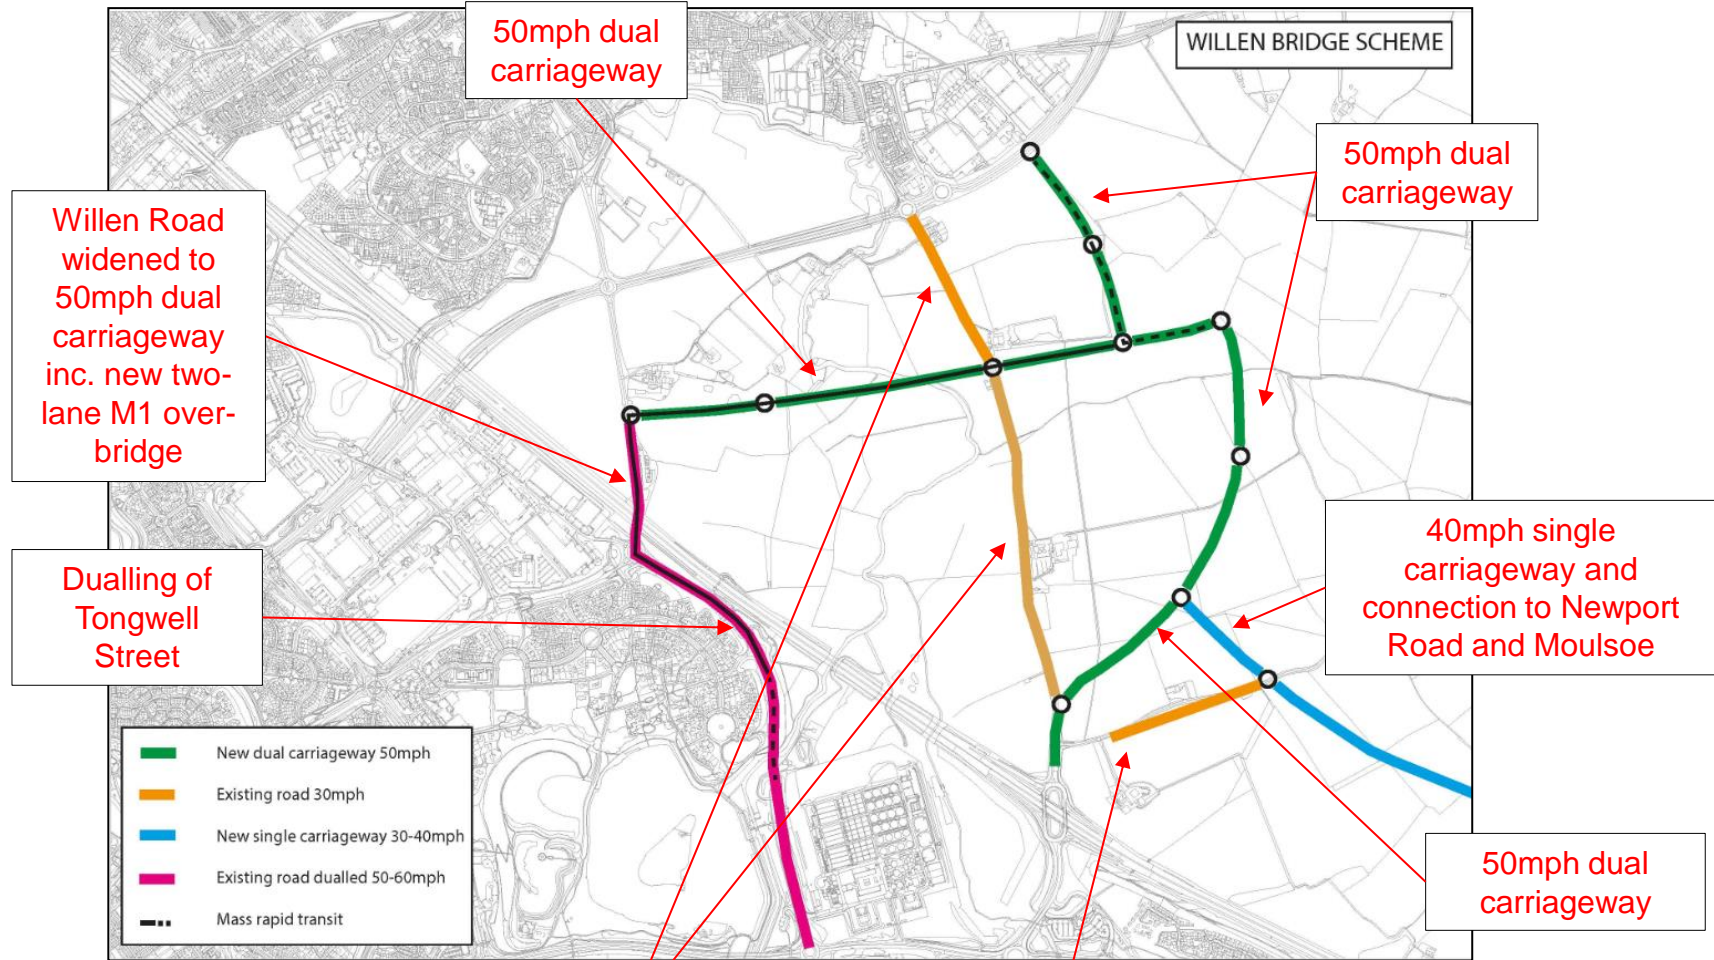 50mph dual
carriageway
WILLEN BRIDGE SCHEME
50mph dual
carriageway
Willen Road
widened to
50mph dual
carriageway
inc. new two-
lane M1 over-
bridge
40mph single
carriageway and
connection to Newport
Road and Moulsoe
Dualling of
Tongwell
Street
New dual carriageway 50mph
Existing road 30mph
New single carriageway 30-40mph
Existing road dualled 50-60mph
Mass rapid transit
50mph dual
carriageway